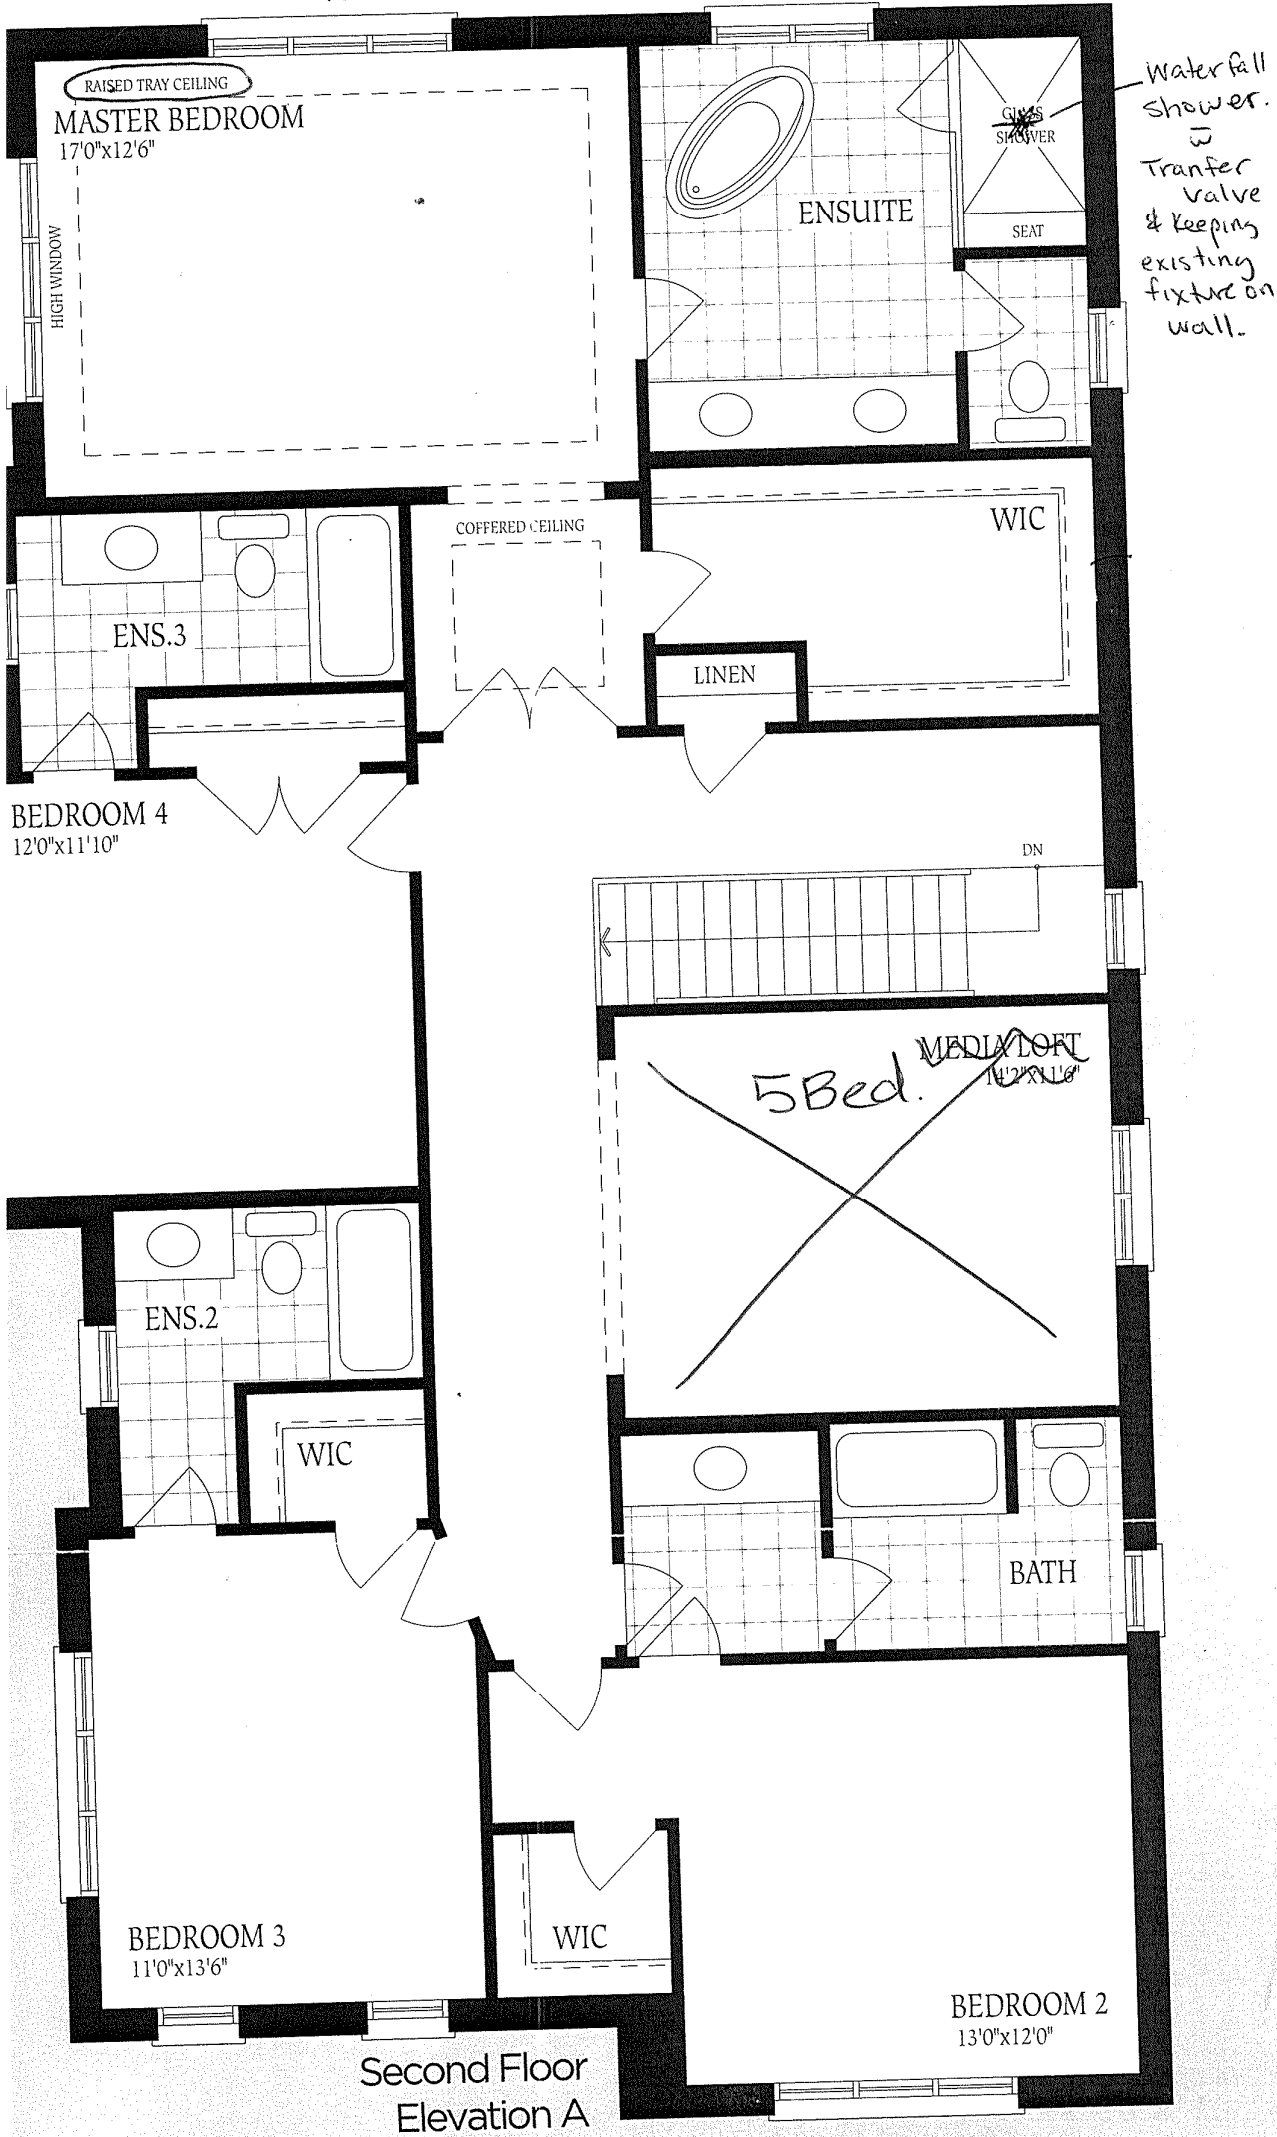 RAISED TRAY CEILING
MASTER BEDROOM
17'0"x12'6"
HIGH WINDOW
ENSUITE
GLASS
SHOWER
SEAT
Waterfall
shower.
w̄
Tranfer
valve
& keeping
existing
fixture on
wall.
COFFERED CEILING
WIC
ENS.3
LINEN
BEDROOM 4
12'0"x11'10"
DN
MEDIA LOFT
14'2"x11'6"
5Bed.
ENS.2
WIC
BATH
BEDROOM 3
11'0"x13'6"
WIC
BEDROOM 2
13'0"x12'0"
Second Floor
Elevation A